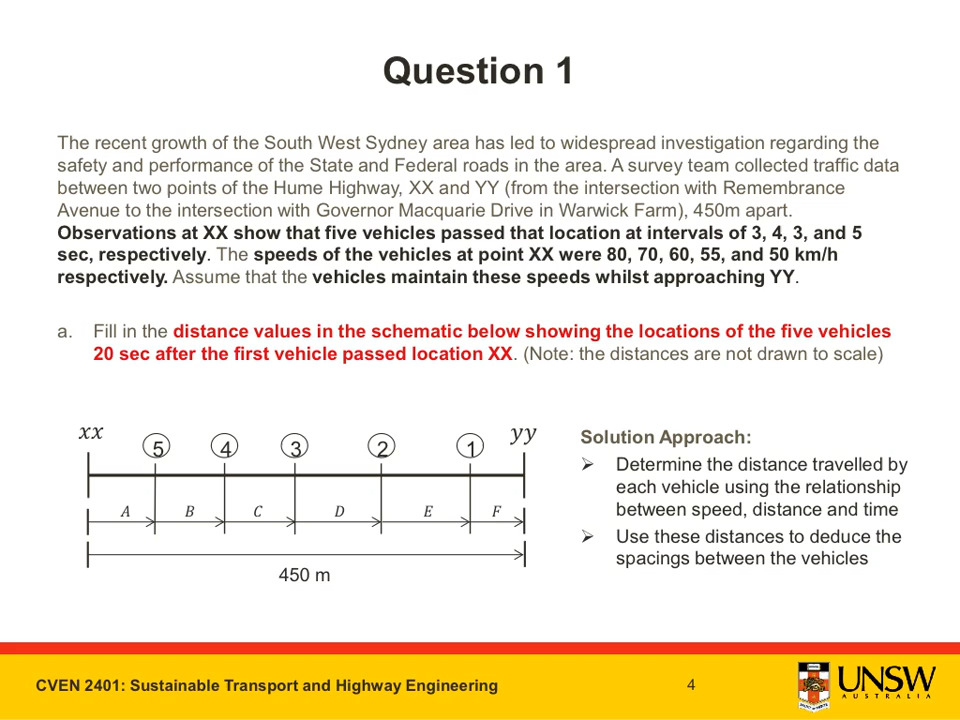 Question 1
The recent growth of the South West Sydney area has led to widespread investigation regarding the
safety and performance of the State and Federal roads in the area. A survey team collected traffic data
between two points of the Hume Highway, XX and YY (from the intersection with Remembrance
Avenue to the intersection with Governor Macquarie Drive in Warwick Farm), 450m apart.
Observations at XX show that five vehicles passed that location at intervals of 3, 4, 3, and 5
sec, respectively. The speeds of the vehicles at point XX were 80, 70, 60, 55, and 50 km/h
respectively. Assume that the vehicles maintain these speeds whilst approaching YY.
a. Fill in the distance values in the schematic below showing the locations of the five vehicles
20 sec after the first vehicle passed location XX. (Note: the distances are not drawn to scale)
xx 5 4 3 2 1 yy
A B C D E F
450 m
Solution Approach:
➢ Determine the distance travelled by
each vehicle using the relationship
between speed, distance and time
➢ Use these distances to deduce the
spacings between the vehicles
CVEN 2401: Sustainable Transport and Highway Engineering
4
UNSW
AUSTRALIA